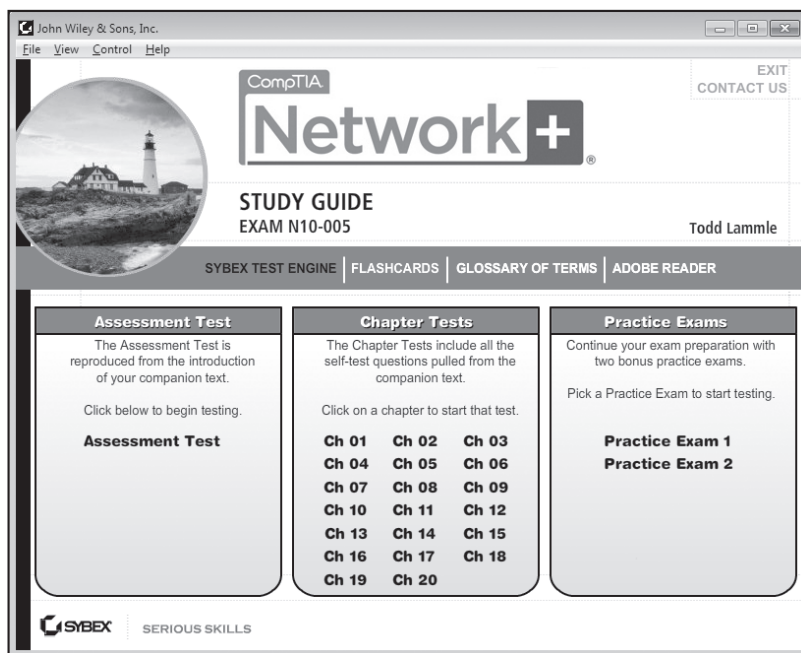 John Wiley & Sons, Inc.
File View Control Help
EXIT
CONTACT US
CompTIA
Network+®
STUDY GUIDE
EXAM N10-005
Todd Lammle
SYBEX TEST ENGINE | FLASHCARDS | GLOSSARY OF TERMS | ADOBE READER
Assessment Test
The Assessment Test is
reproduced from the introduction
of your companion text.
Click below to begin testing.
Assessment Test
Chapter Tests
The Chapter Tests include all the
self-test questions pulled from the
companion text.
Click on a chapter to start that test.
Ch 01 Ch 02 Ch 03
Ch 04 Ch 05 Ch 06
Ch 07 Ch 08 Ch 09
Ch 10 Ch 11 Ch 12
Ch 13 Ch 14 Ch 15
Ch 16 Ch 17 Ch 18
Ch 19 Ch 20
Practice Exams
Continue your exam preparation with
two bonus practice exams.
Pick a Practice Exam to start testing.
Practice Exam 1
Practice Exam 2
SYBEX SERIOUS SKILLS